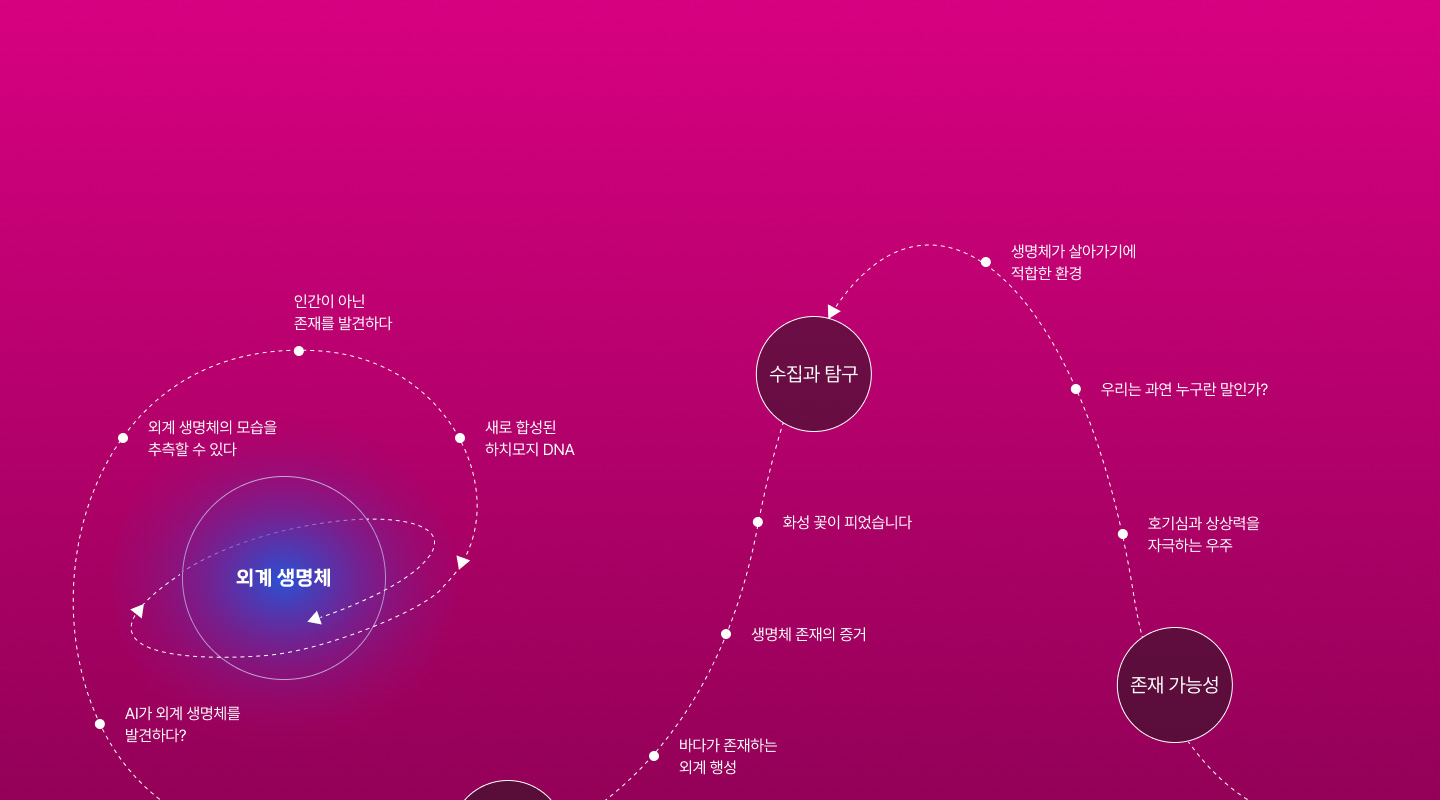 생명체가 살아가기에
적합한 환경
인간이 아닌
존재를 발견하다
수집과 탐구
우리는 과연 누구란 말인가?
외계 생명체의 모습을
추측할 수 있다
새로 합성된
하치모지 DNA
화성 꽃이 피었습니다
호기심과 상상력을
자극하는 우주
외계 생명체
생명체 존재의 증거
존재 가능성
AI가 외계 생명체를
발견하다?
바다가 존재하는
외계 행성